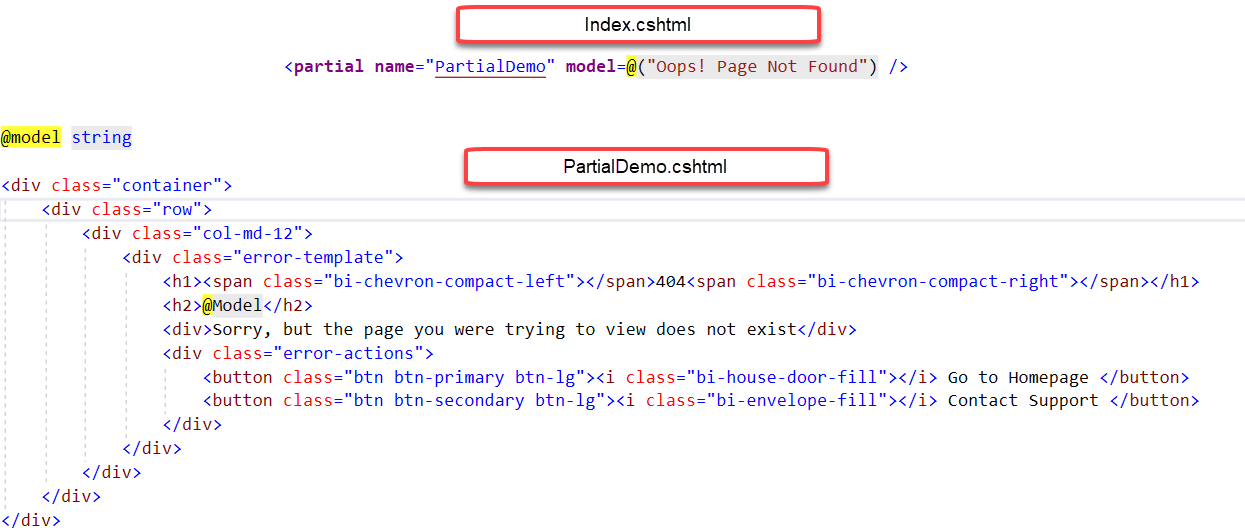 Index.cshtml
<partial name="PartialDemo" model=@("Oops! Page Not Found") />
@model string
PartialDemo.cshtml
<div class="container">
<div class="row">
<div class="col-md-12">
<div class="error-template">
<h1><span class="bi-chevron-compact-left"></span>404<span class="bi-chevron-compact-right"></span></h1>
<h2>@Model</h2>
<div>Sorry, but the page you were trying to view does not exist</div>
<div class="error-actions">
<button class="btn btn-primary btn-lg"><i class="bi-house-door-fill"></i> Go to Homepage </button>
<button class="btn btn-secondary btn-lg"><i class="bi-envelope-fill"></i> Contact Support </button>
</div>
</div>
</div>
</div>
</div>